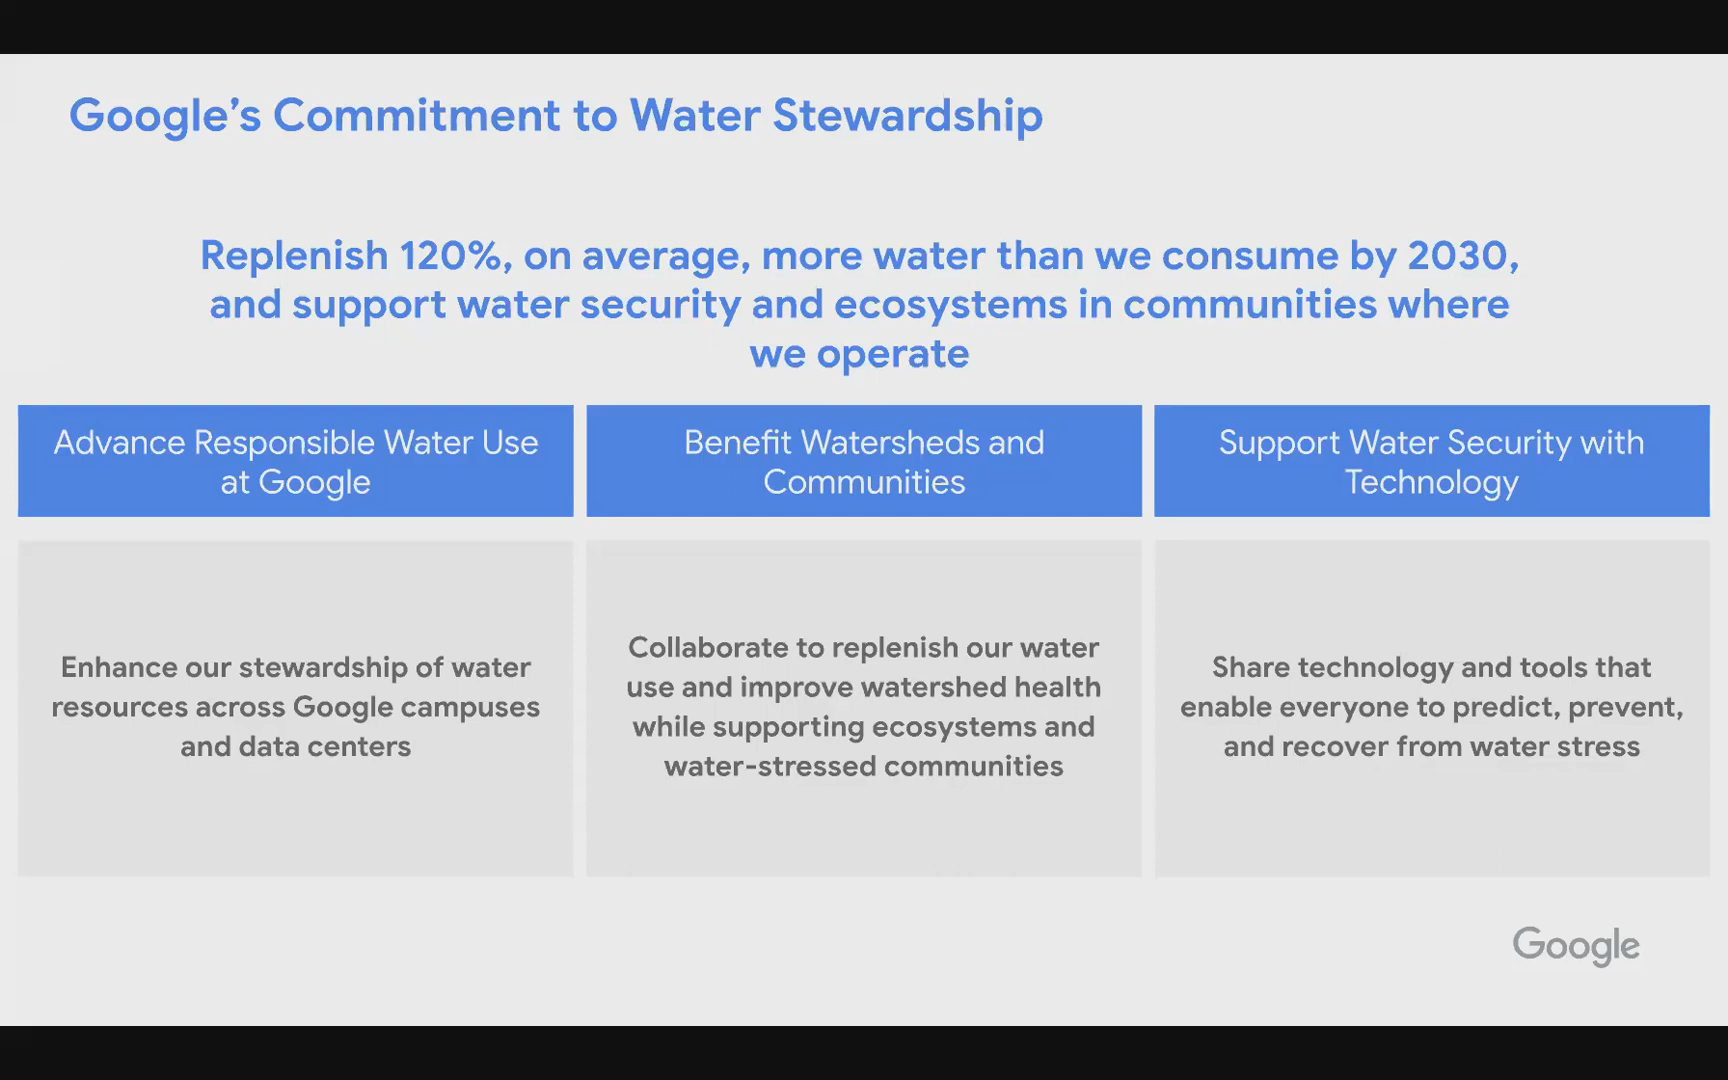 Google’s Commitment to Water Stewardship
Replenish 120%, on average, more water than we consume by 2030,
and support water security and ecosystems in communities where
we operate
Advance Responsible Water Use
at Google
Benefit Watersheds and
Communities
Support Water Security with
Technology
Enhance our stewardship of water
resources across Google campuses
and data centers
Collaborate to replenish our water
use and improve watershed health
while supporting ecosystems and
water-stressed communities
Share technology and tools that
enable everyone to predict, prevent,
and recover from water stress
Google